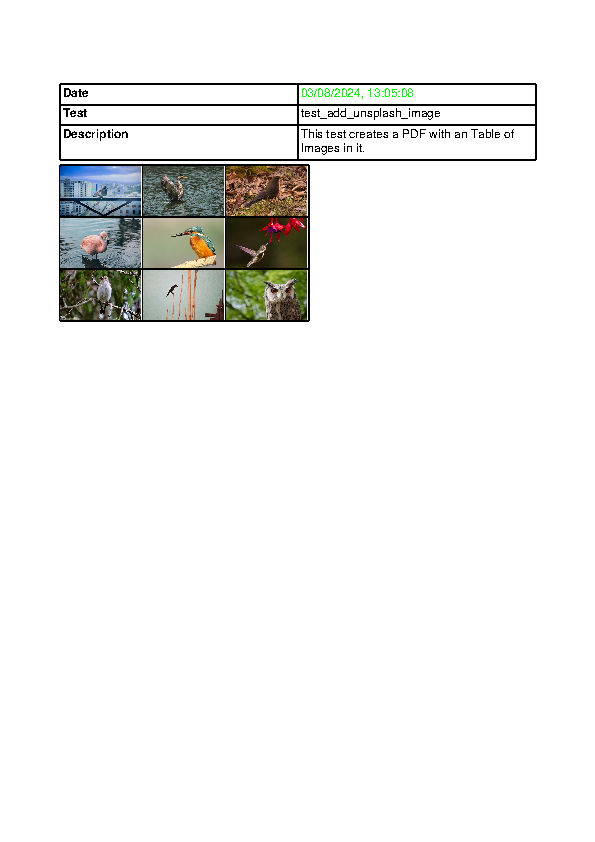 Date 03/08/2024, 13:05:08
Test test_add_unsplash_image
Description This test creates a PDF with an Table of
Images in it.